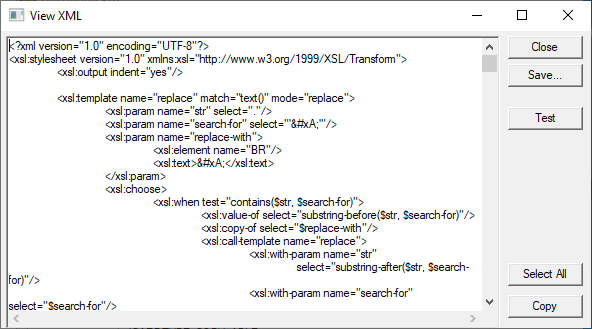 View XML
<?xml version="1.0" encoding="UTF-8"?>
<xsl:stylesheet version="1.0" xmlns:xsl="http://www.w3.org/1999/XSL/Transform">
<xsl:output indent="yes"/>
<xsl:template name="replace" match="text()" mode="replace">
<xsl:param name="str" select="."/>
<xsl:param name="search-for" select="'&#xA;'"/>
<xsl:param name="replace-with">
<xsl:element name="BR"/>
<xsl:text>&#xA;</xsl:text>
</xsl:param>
<xsl:choose>
<xsl:when test="contains($str, $search-for)">
<xsl:value-of select="substring-before($str, $search-for)"/>
<xsl:copy-of select="$replace-with"/>
<xsl:call-template name="replace">
<xsl:with-param name="str"
select="substring-after($str, $search-
for)"/>
<xsl:with-param name="search-for"
select="$search-for"/>
Close
Save...
Test
Select All
Copy